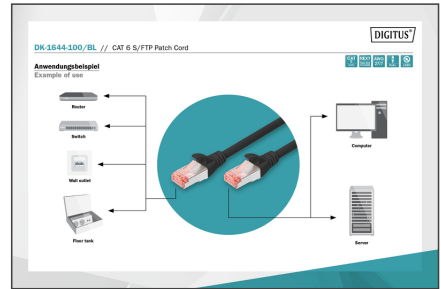 DIGITUS®
DK-1644-100/BL // CAT 6 S/FTP Patch Cord
Anwendungsbeispiel
Example of use
Router
Switch
Wall outlet
Floor tank
Computer
Server